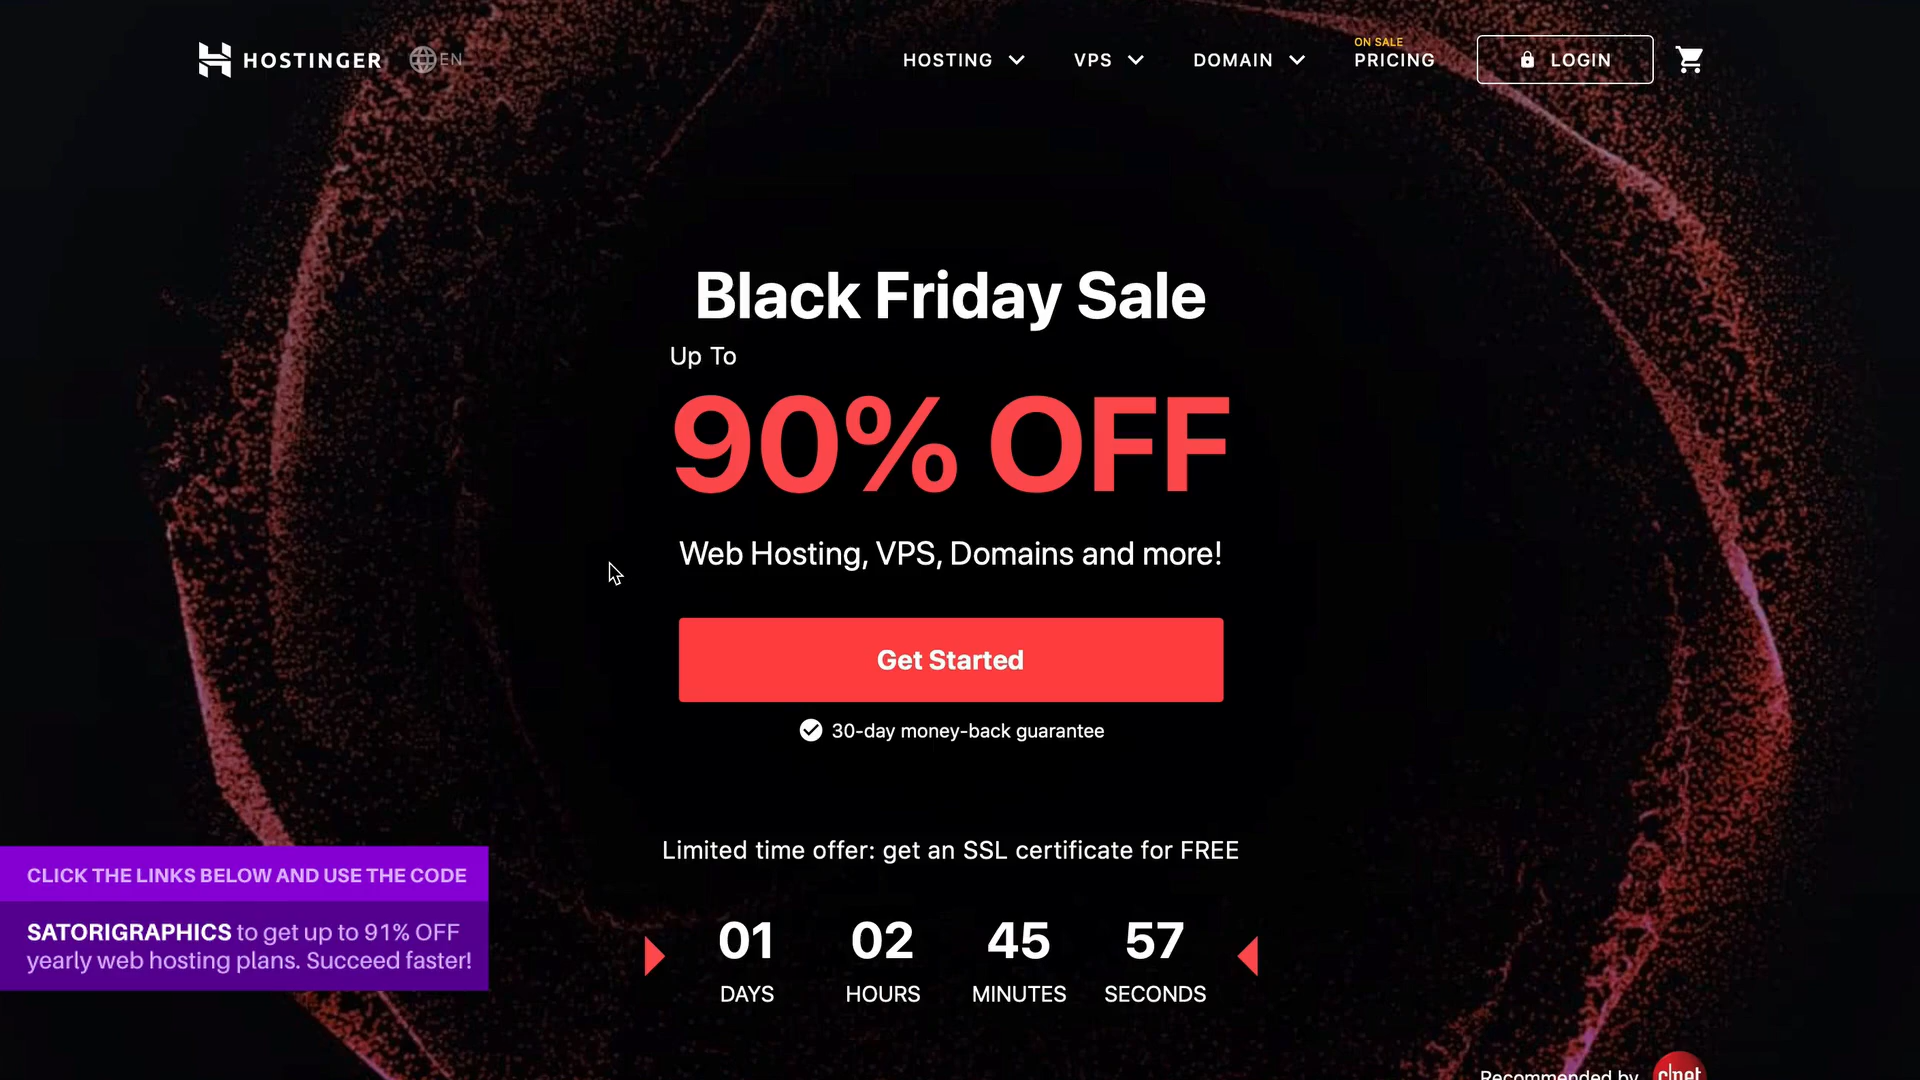 HOSTINGER
EN
HOSTING
VPS
DOMAIN
ON SALE
PRICING
LOGIN
Black Friday Sale
Up To
90% OFF
Web Hosting, VPS, Domains and more!
Get Started
30-day money-back guarantee
Limited time offer: get an SSL certificate for FREE
01 02 45 57
DAYS HOURS MINUTES SECONDS
CLICK THE LINKS BELOW AND USE THE CODE
SATORIGRAPHICS to get up to 91% OFF
yearly web hosting plans. Succeed faster!
Recommended by
c|net